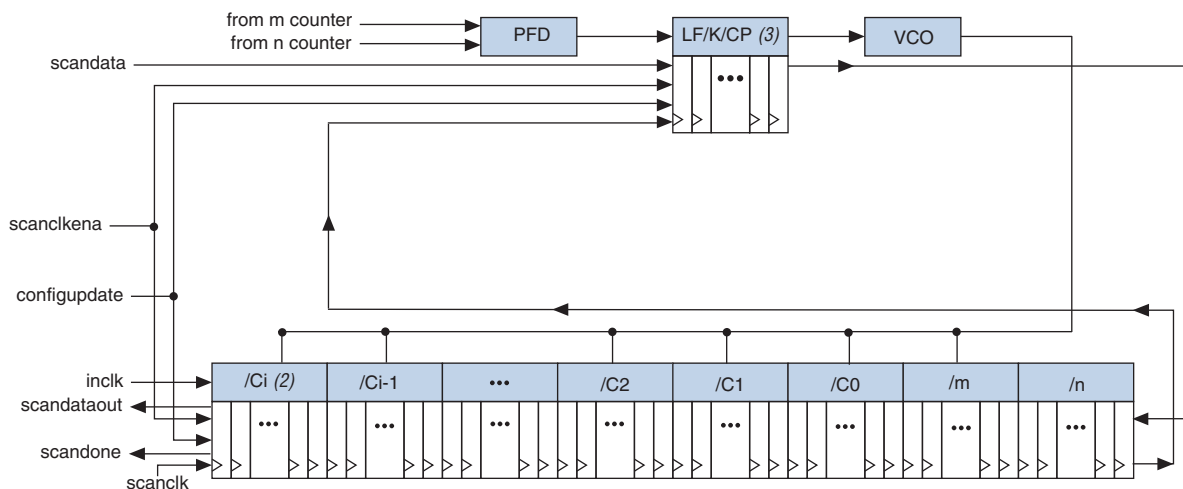 from m counter
from n counter
PFD
LF/K/CP (3)
VCO
scandata
•••
scanclkena
configupdate
inclk
/Ci (2)
/Ci-1
•••
/C2
/C1
/C0
/m
/n
scandataout
•••
•••
•••
•••
•••
•••
•••
•••
scandone
scanclk